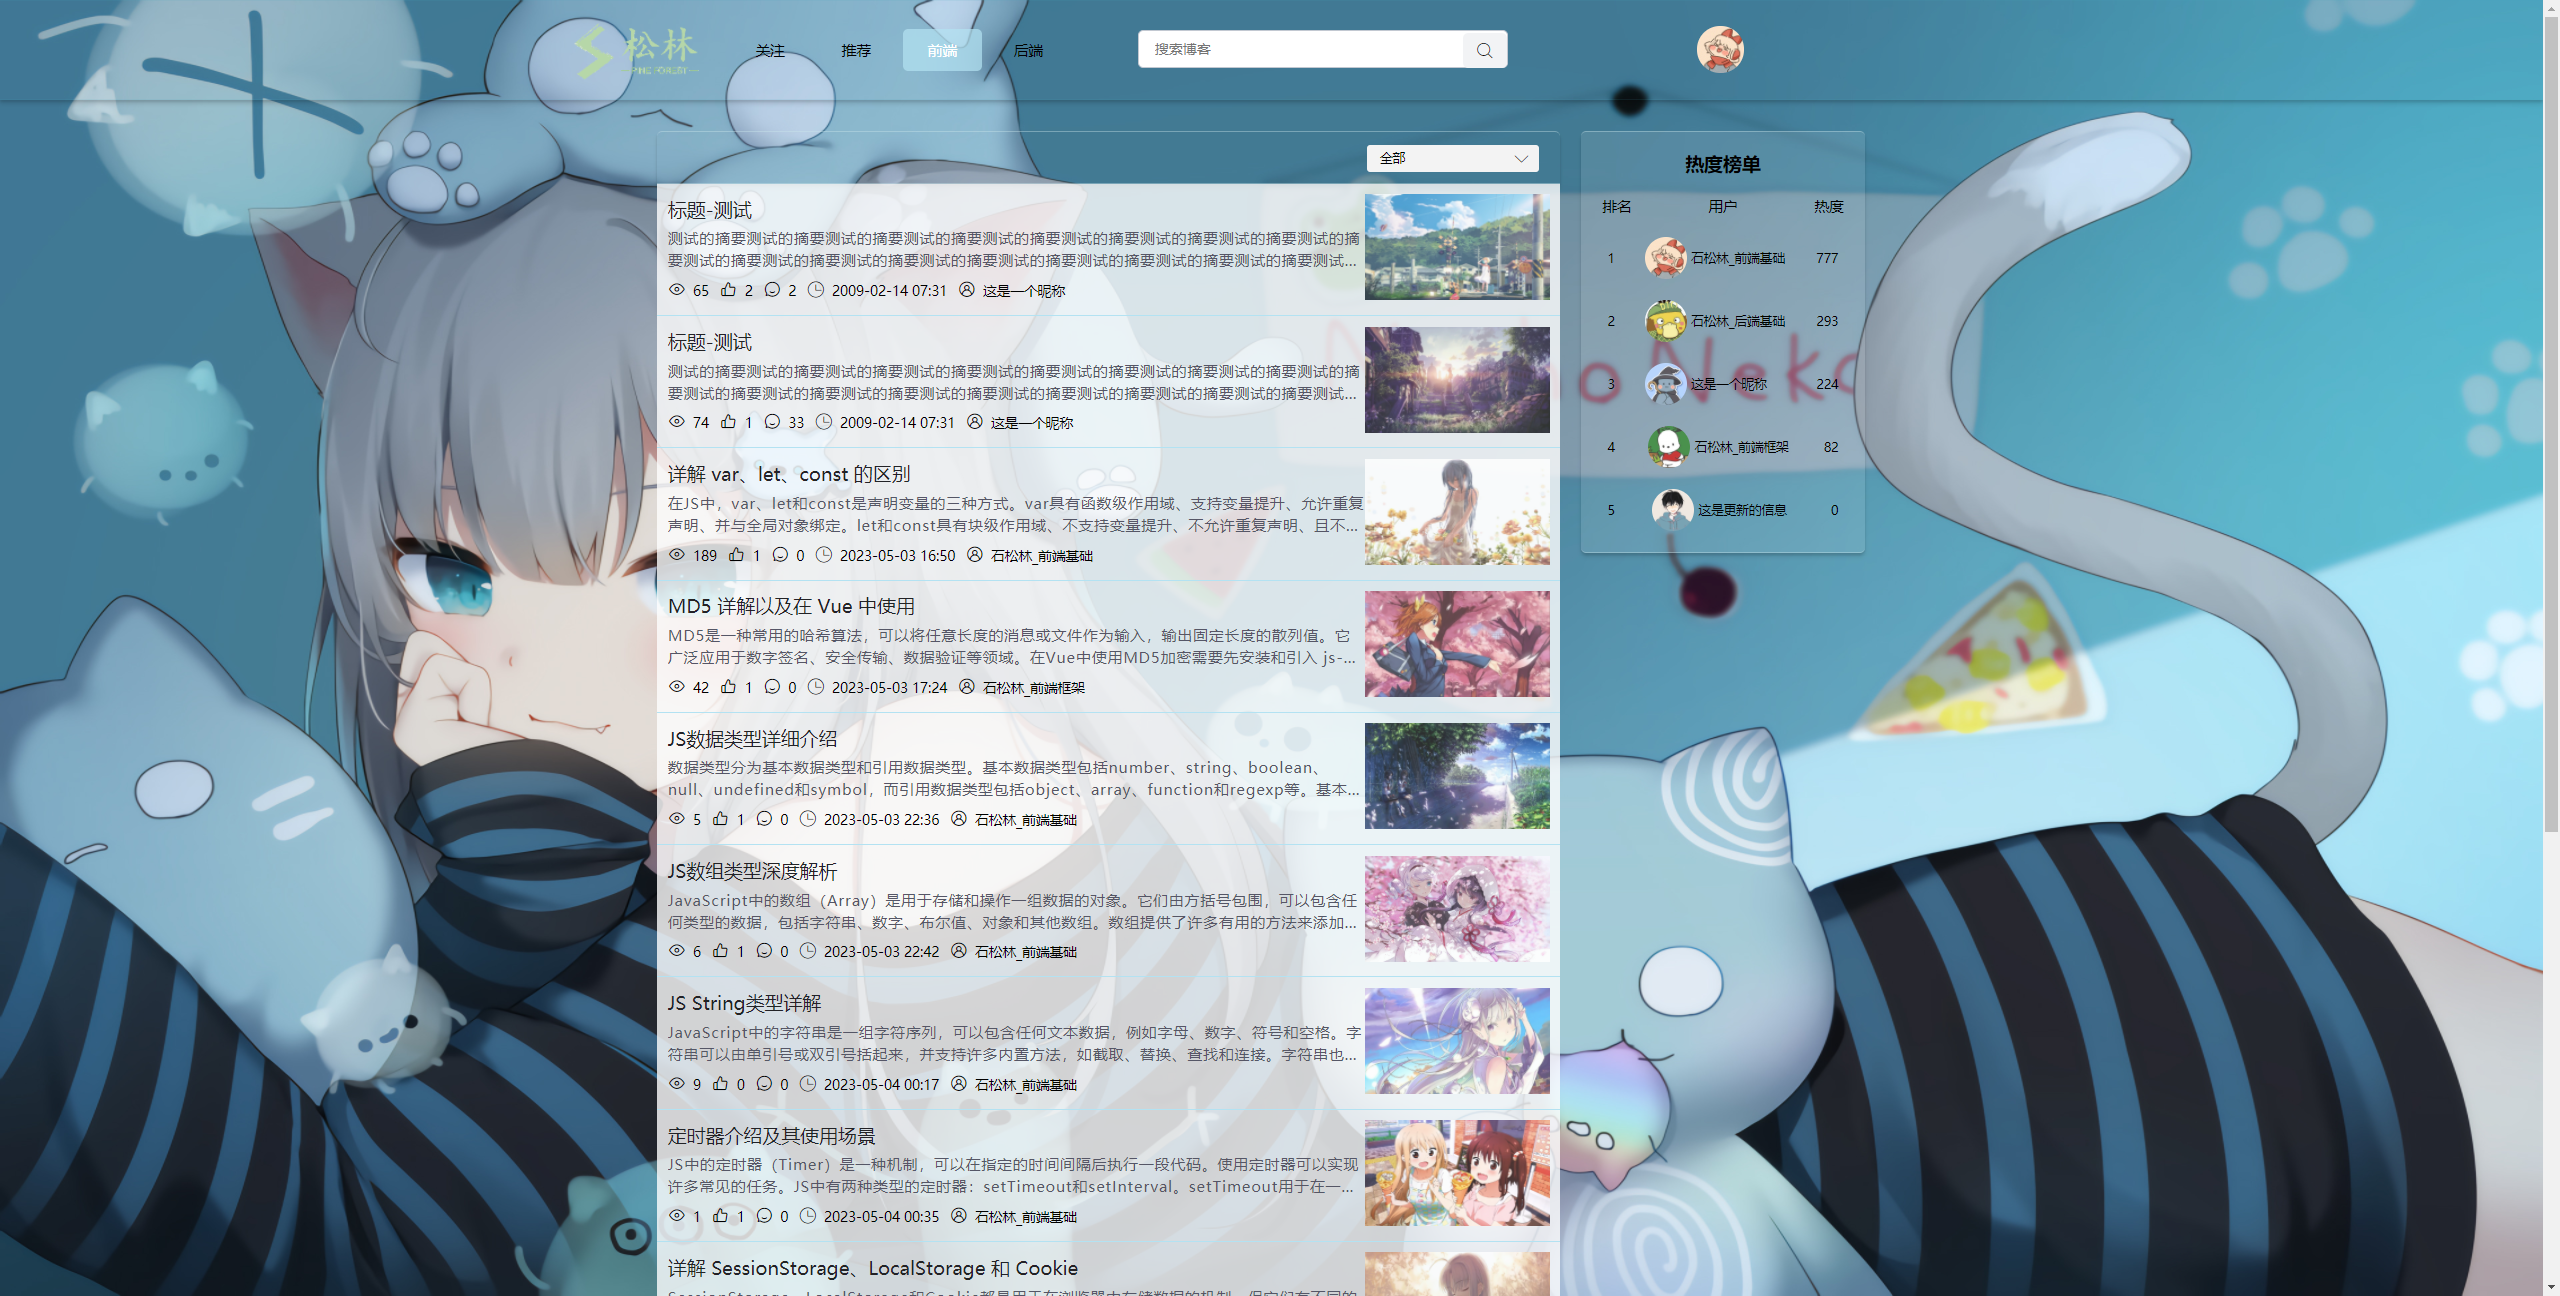 松林
关注
推荐
前端
后端
搜索博客
全部
标题-测试
测试的摘要测试的摘要测试的摘要测试的摘要测试的摘要测试的摘要测试的摘要测试的摘要测试的摘
要测试的摘要测试的摘要测试的摘要测试的摘要测试的摘要测试的摘要测试的摘要测试的摘要测试...
65 2 2 2009-02-14 07:31 这是一个昵称
标题-测试
测试的摘要测试的摘要测试的摘要测试的摘要测试的摘要测试的摘要测试的摘要测试的摘要测试的摘
要测试的摘要测试的摘要测试的摘要测试的摘要测试的摘要测试的摘要测试的摘要测试的摘要测试...
74 1 33 2009-02-14 07:31 这是一个昵称
详解 var、let、const 的区别
在JS中，var、let和const是声明变量的三种方式。var具有函数级作用域、支持变量提升、允许重复
声明、并与全局对象绑定。let和const具有块级作用域、不支持变量提升、不允许重复声明、且不...
189 1 0 2023-05-03 16:50 石松林_前端基础
MD5 详解以及在 Vue 中使用
MD5是一种常用的哈希算法，可以将任意长度的消息或文件作为输入，输出固定长度的散列值。它
广泛应用于数字签名、安全传输、数据验证等领域。在Vue中使用MD5加密需要先安装和引入 js-...
42 1 0 2023-05-03 17:24 石松林_前端框架
JS数据类型详细介绍
数据类型分为基本数据类型和引用数据类型。基本数据类型包括number、string、boolean、
null、undefined和symbol，而引用数据类型包括object、array、function和regexp等。基本...
5 1 0 2023-05-03 22:36 石松林_前端基础
JS数组类型深度解析
JavaScript中的数组（Array）是用于存储和操作一组数据的对象。它们由方括号包围，可以包含任
何类型的数据，包括字符串、数字、布尔值、对象和其他数组。数组提供了许多有用的方法来添加...
6 1 0 2023-05-03 22:42 石松林_前端基础
JS String类型详解
JavaScript中的字符串是一组字符序列，可以包含任何文本数据，例如字母、数字、符号和空格。字
符串可以由单引号或双引号括起来，并支持许多内置方法，如截取、替换、查找和连接。字符串也...
9 0 0 2023-05-04 00:17 石松林_前端基础
定时器介绍及其使用场景
JS中的定时器（Timer）是一种机制，可以在指定的时间间隔后执行一段代码。使用定时器可以实现
许多常见的任务。JS中有两种类型的定时器：setTimeout和setInterval。setTimeout用于在一...
1 1 0 2023-05-04 00:35 石松林_前端基础
详解 SessionStorage、LocalStorage 和 Cookie
热度榜单
排名 用户 热度
1 石松林_前端基础 777
2 石松林_后端基础 293
3 这是一个昵称 224
4 石松林_前端框架 82
5 这是更新的信息 0
Neko